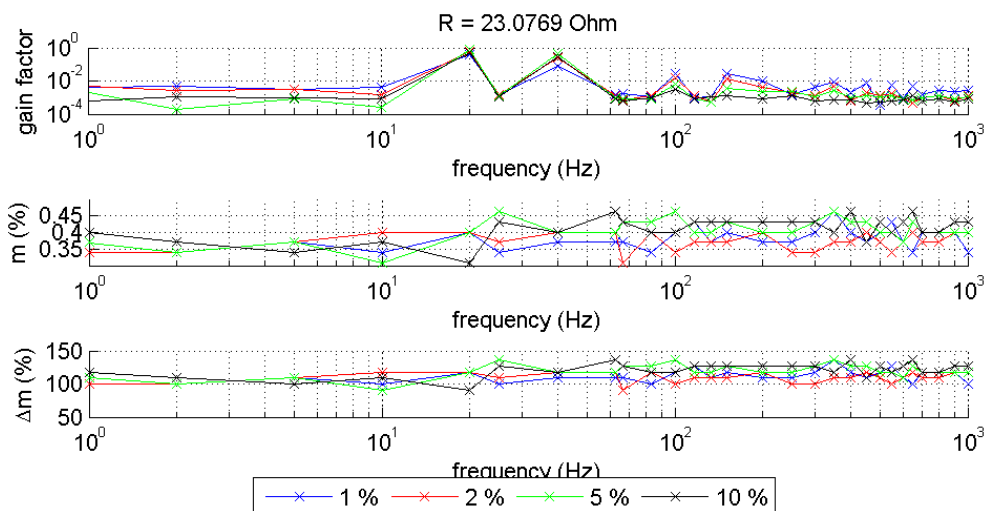 R = 23.0769 Ohm
gain factor
10^0
10^-2
10^-4
10^0 10^1 10^2 10^3
frequency (Hz)
m (%)
0.45
0.4
0.35
10^0 10^1 10^2 10^3
frequency (Hz)
Δm (%)
150
100
50
10^0 10^1 10^2 10^3
frequency (Hz)
1 % 2 % 5 % 10 %